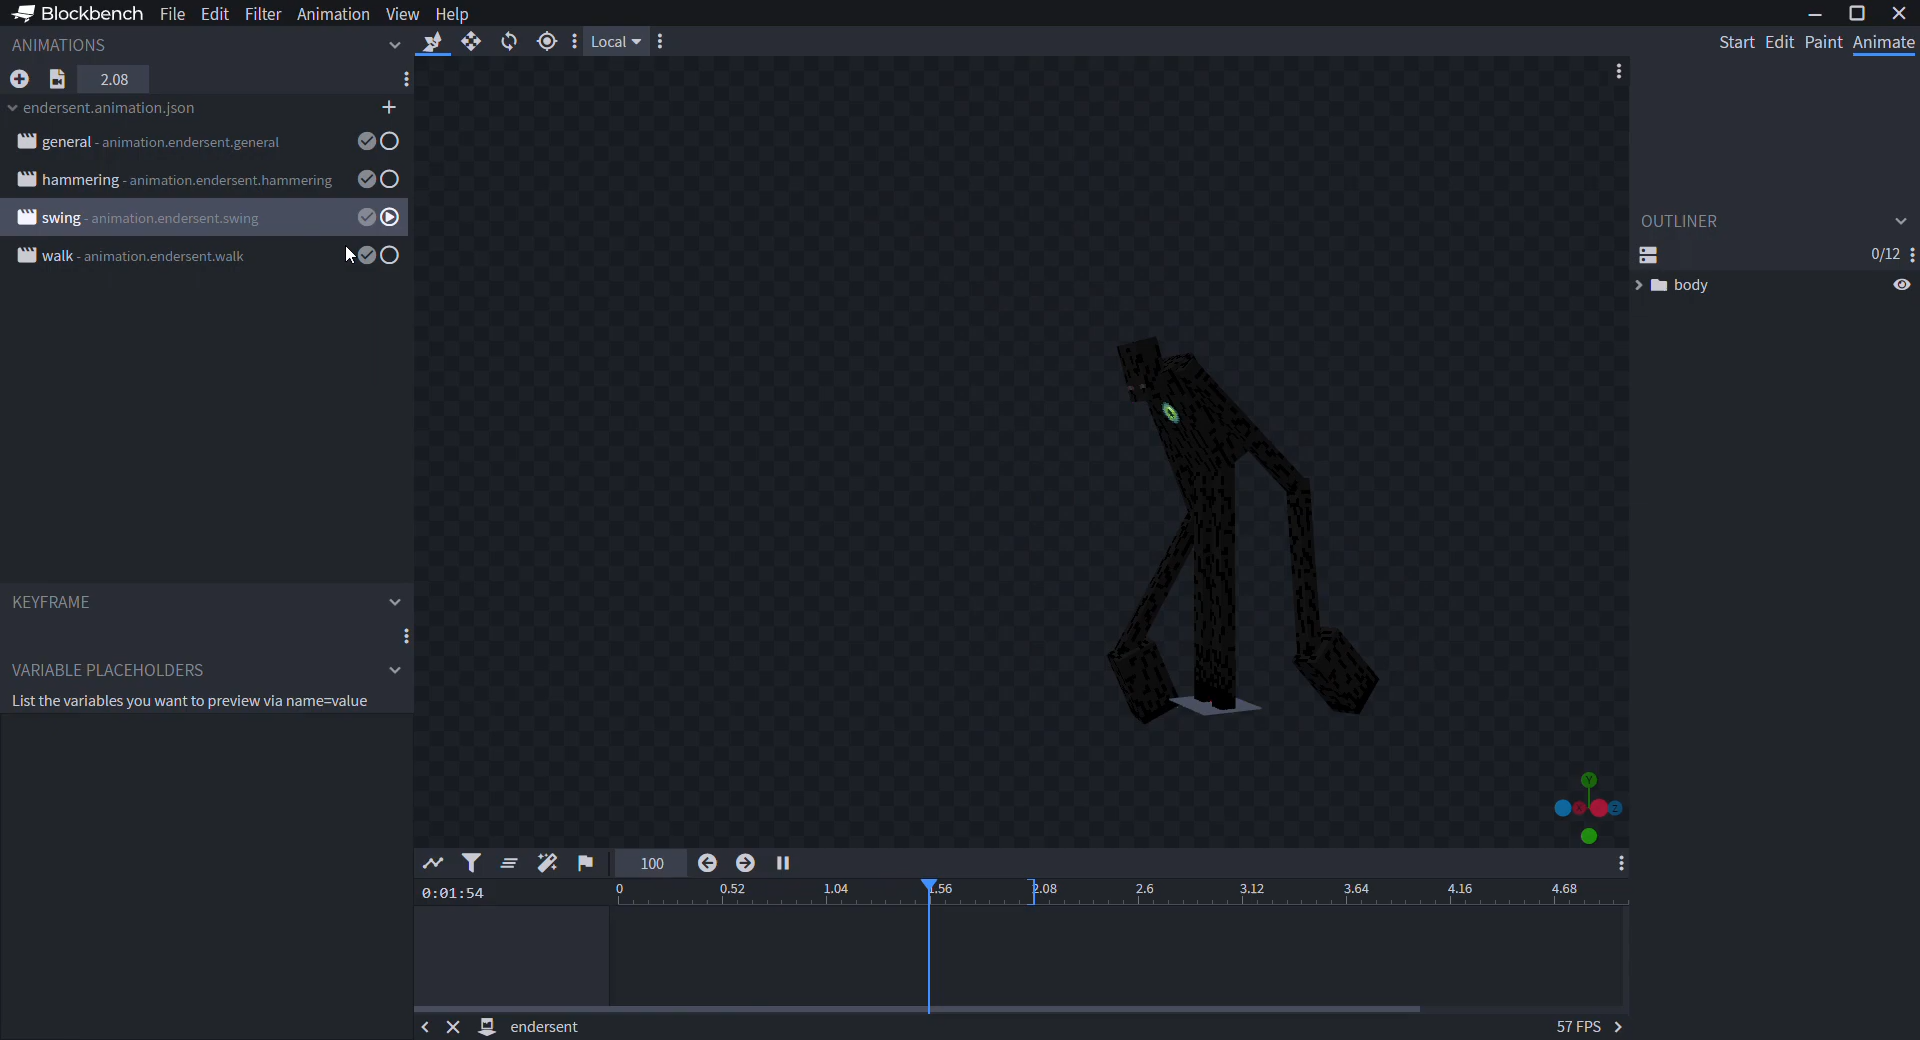 Blockbench File Edit Filter Animation View Help
ANIMATIONS
Local
Start Edit Paint Animate
2.08
endersent.animation.json
general - animation.endersent.general
hammering - animation.endersent.hammering
swing - animation.endersent.swing
walk - animation.endersent.walk
OUTLINER
0/12
body
KEYFRAME
VARIABLE PLACEHOLDERS
List the variables you want to preview via name=value
Y
X
Z
100
0:01:54
0 0.52 1.04 1.56 2.08 2.6 3.12 3.64 4.16 4.68
endersent
57 FPS